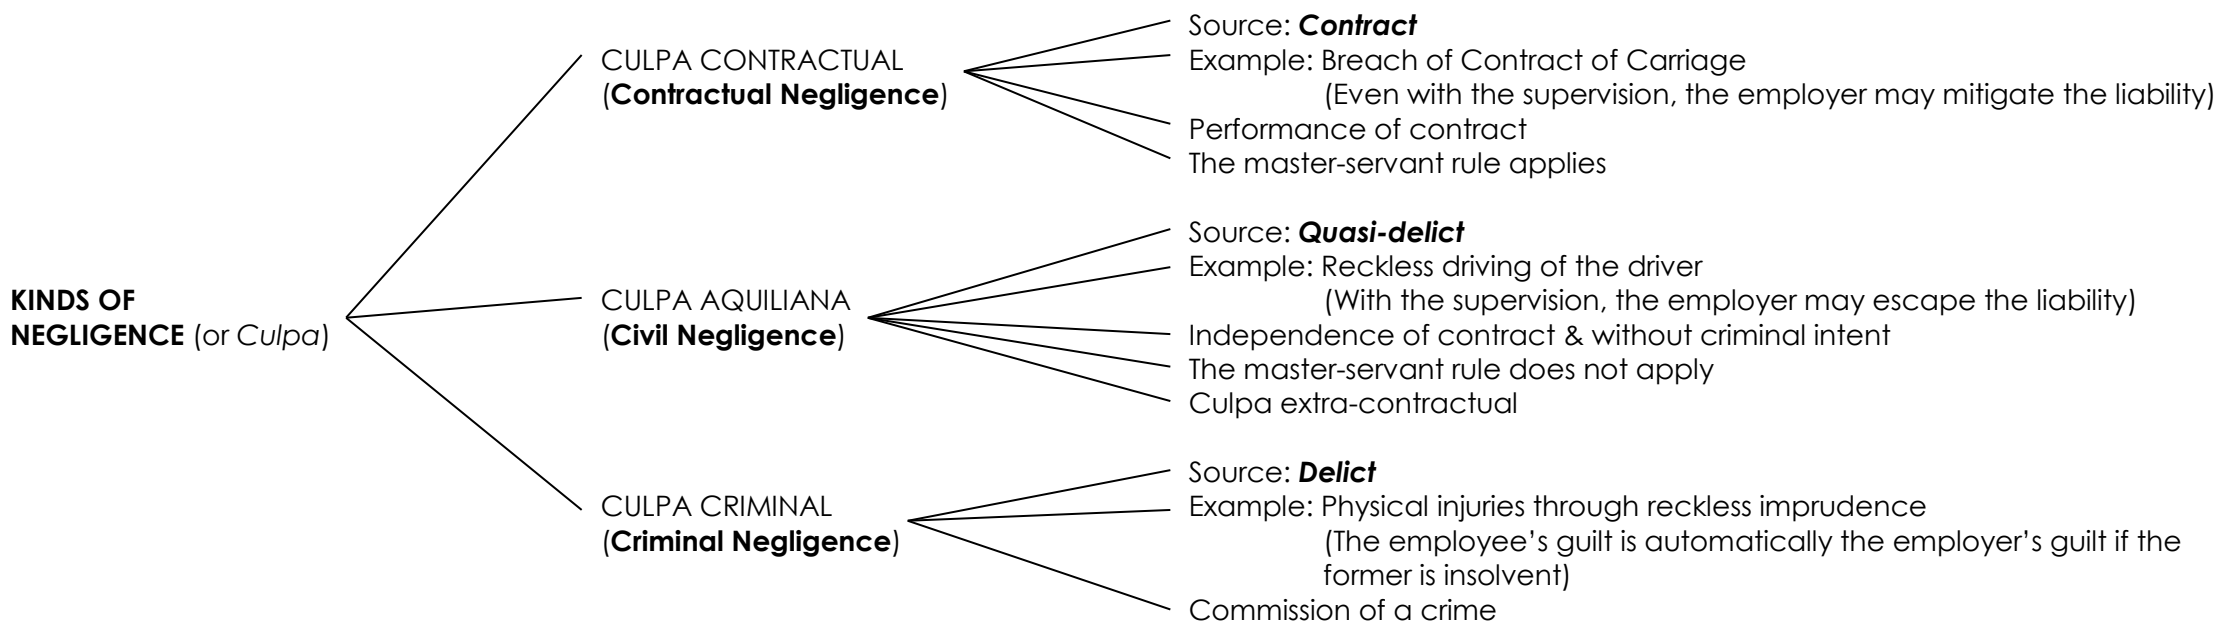 KINDS OF
NEGLIGENCE (or Culpa)
CULPA CONTRACTUAL
(Contractual Negligence)
Source: Contract
Example: Breach of Contract of Carriage
(Even with the supervision, the employer may mitigate the liability)
Performance of contract
The master-servant rule applies
CULPA AQUILIANA
(Civil Negligence)
Source: Quasi-delict
Example: Reckless driving of the driver
(With the supervision, the employer may escape the liability)
Independence of contract & without criminal intent
The master-servant rule does not apply
Culpa extra-contractual
CULPA CRIMINAL
(Criminal Negligence)
Source: Delict
Example: Physical injuries through reckless imprudence
(The employee’s guilt is automatically the employer’s guilt if the
former is insolvent)
Commission of a crime